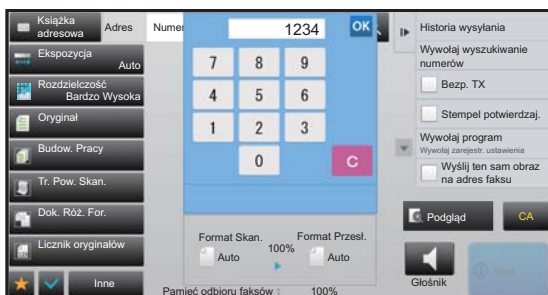 Książka
adresowa
Adres
Numer
1234
OK
Historia wysyłania
Ekspozycja
Auto
Wywołaj wyszukiwanie
numerów
Rozdzielczość
Bardzo Wysoka
7 8 9
Bezp. TX
4 5 6
Stempel potwierdzaj.
Oryginał
1 2 3
Wywołaj program
Wywołaj zarejestr. ustawienia
Budow. Pracy
0 C
Wyślij ten sam obraz
na adres faksu
Tr. Pow. Skan.
Dok. Róż. For.
Podgląd
CA
Licznik oryginałów
Format Skan.
100%
Format Przesł.
Auto
Auto
Start
Głośnik
Inne
Pamięć odbioru faksów : 100%